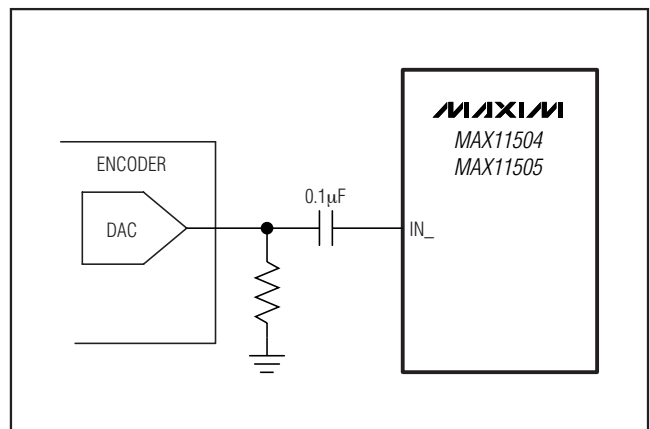 MAXIM
MAX11504
MAX11505
ENCODER
DAC
0.1μF
IN_